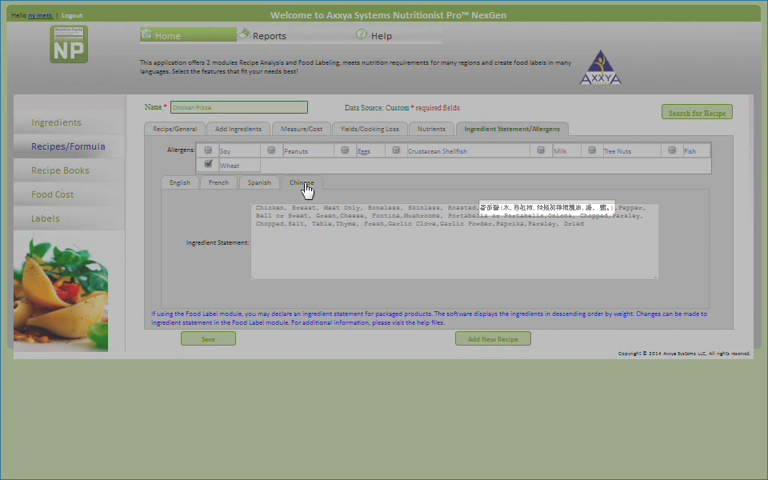 Hello ny mets | Logout
Welcome to Axxya Systems Nutritionist Pro™ NexGen
NP
Home
Reports
Help
This application offers 2 modules Recipe Analysis and Food Labeling, meets nutrition requirements for many regions and create food labels in many
languages. Select the features that fit your needs best!
AXXYA
Name * Chicken Pizza
Data Source: Custom * required fields
Search for Recipe
Ingredients
Recipes/Formula
Recipe Books
Food Cost
Labels
Recipe/General
Add Ingredients
Measure/Cost
Yields/Cooking Loss
Nutrients
Ingredient Statement/Allergens
Allergens:
Soy
Peanuts
Eggs
Crustacean Shellfish
Milk
Tree Nuts
Fish
Wheat
English
French
Spanish
Chinese
Ingredient Statement:
Chicken, Breast, Meat Only, Boneless, Skinless, Roasted, Pepper,
Bell or Sweet, Green,Cheese, Fontina,Mushrooms, Portabella or Portabello,Onions, Chopped,Parsley,
Chopped,Salt, Table,Thyme, Fresh,Garlic Clove,Garlic Powder,Paprika,Parsley, Dried
If using the Food Label module, you may declare an ingredient statement for packaged products. The software displays the ingredients in descending order by weight. Changes can be made to
ingredient statement in the Food Label module. For additional information, please visit the help files.
Save
Add New Recipe
Copyright © 2014 Axxya Systems LLC, All rights reserved.